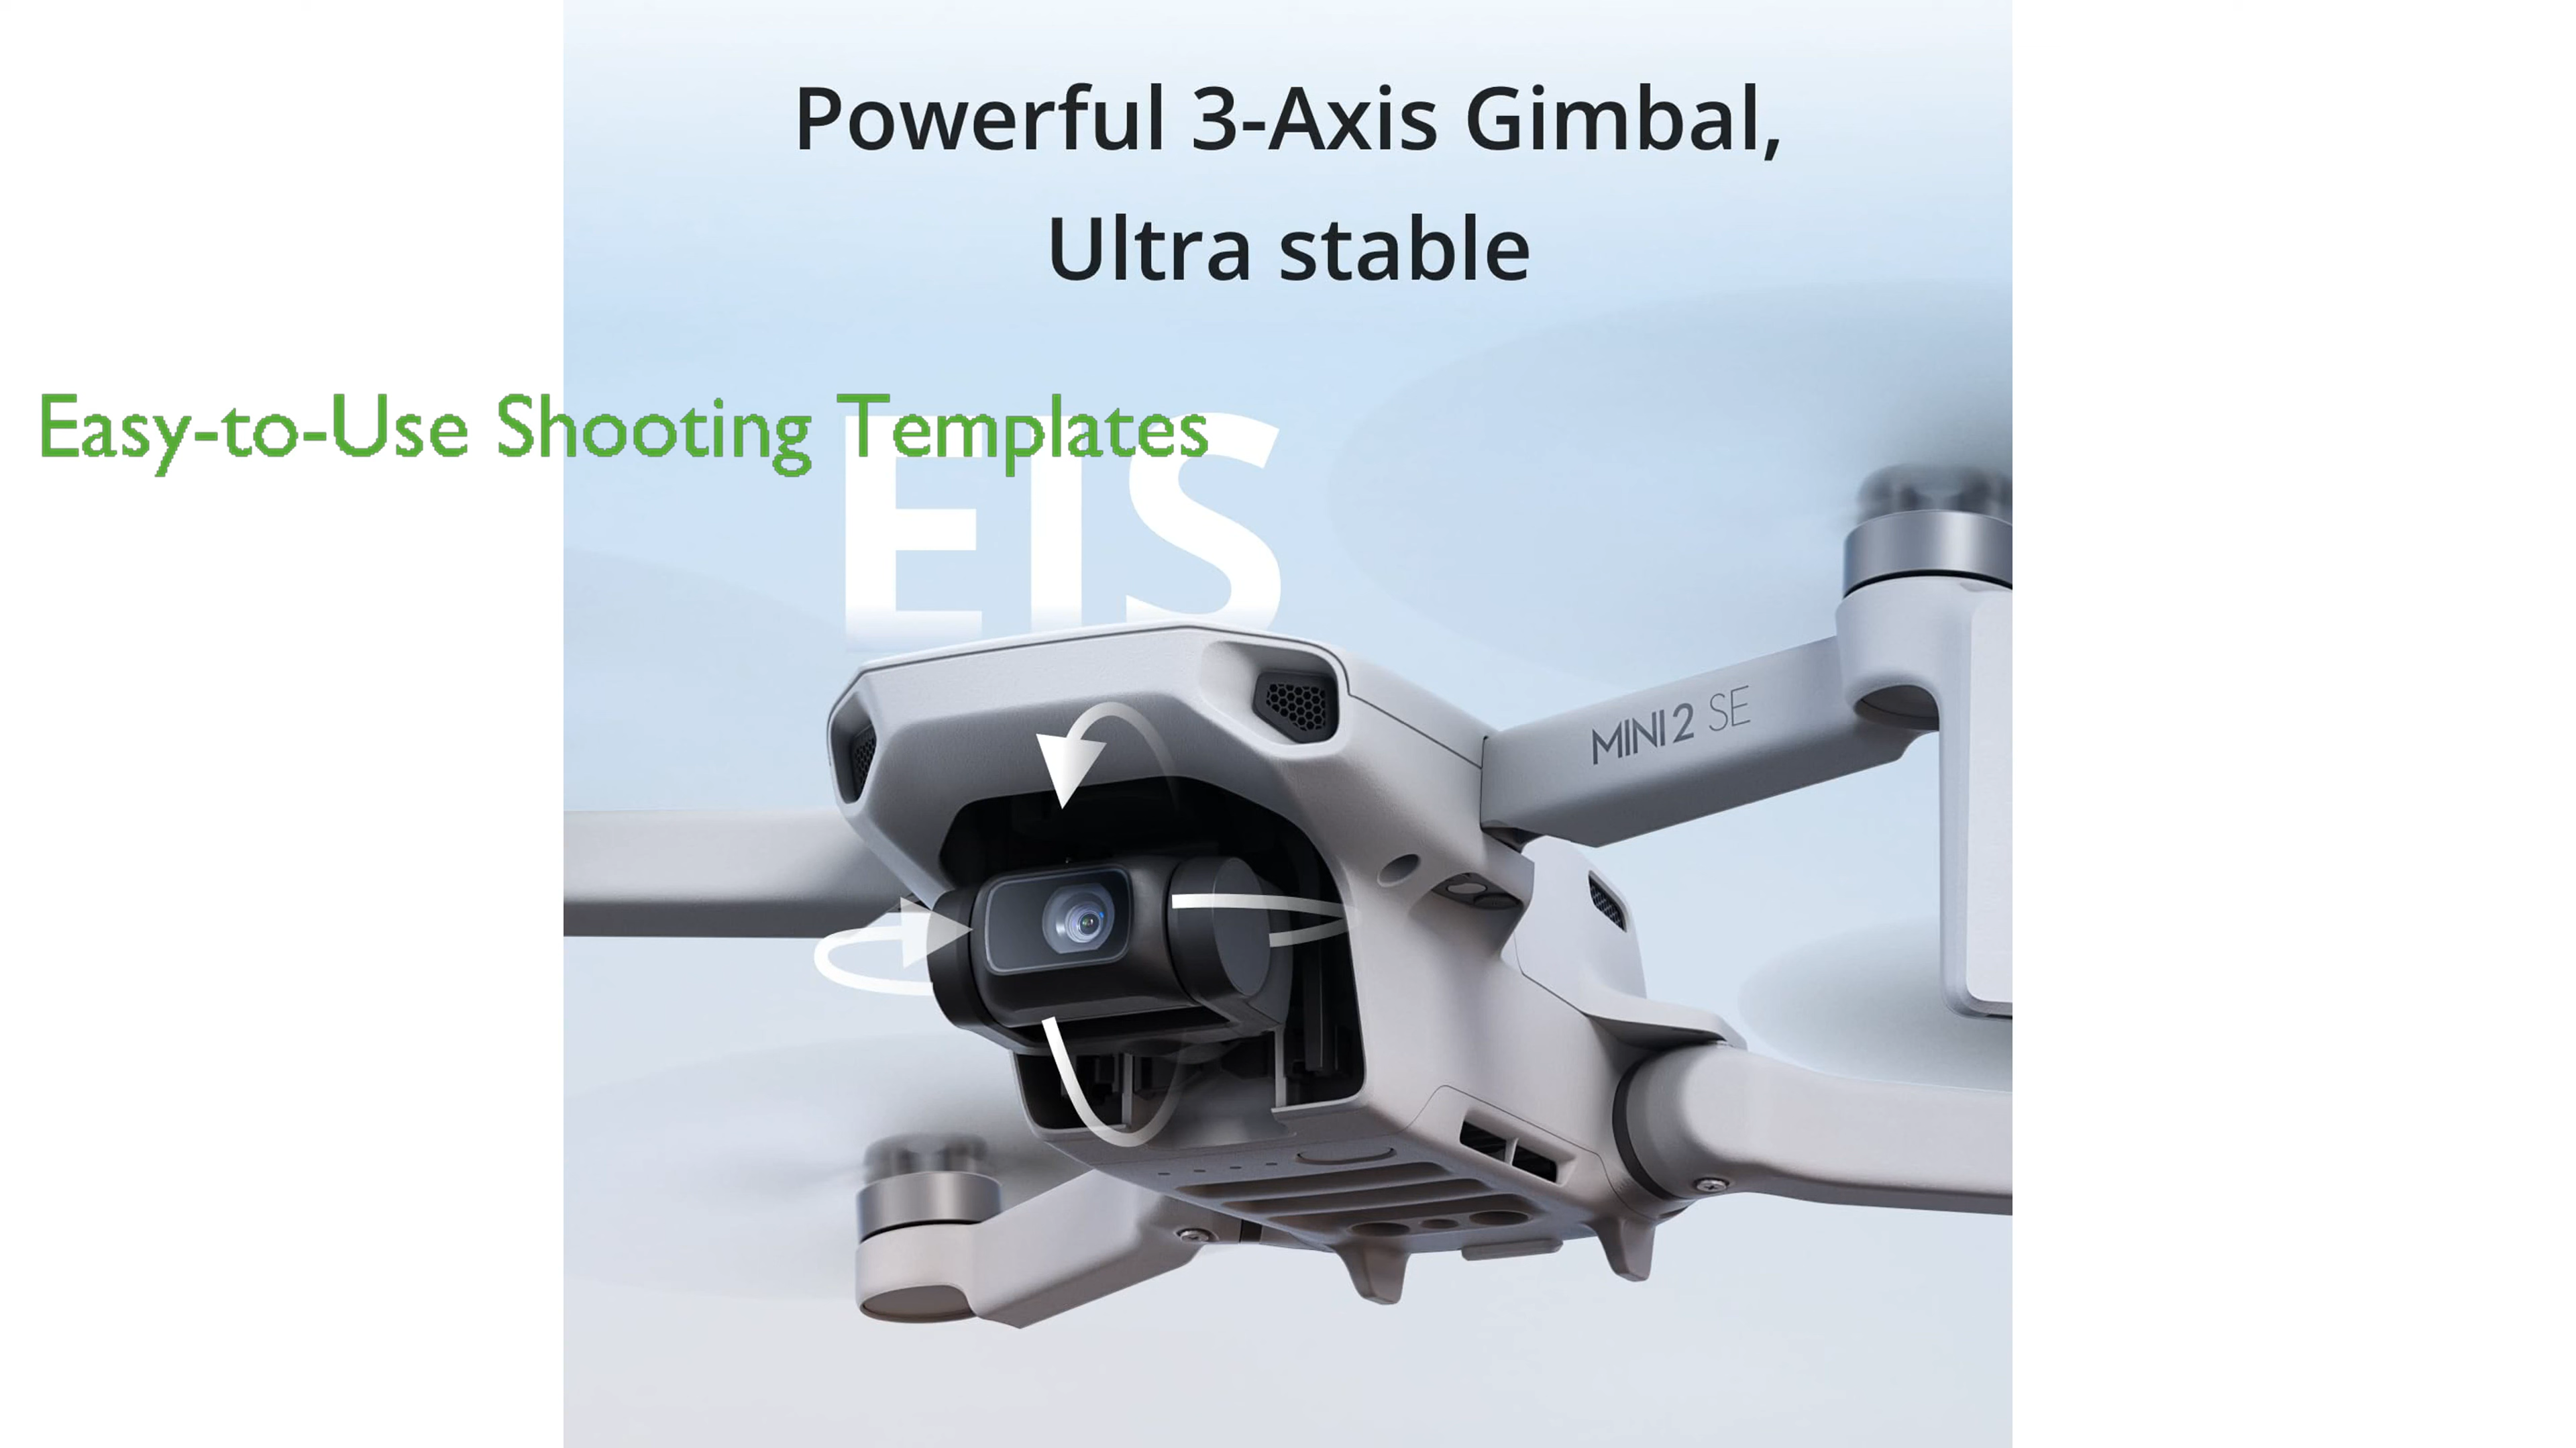 Powerful 3-Axis Gimbal,
Ultra stable
Easy-to-Use Shooting Templates
EIS
MINI 2 SE